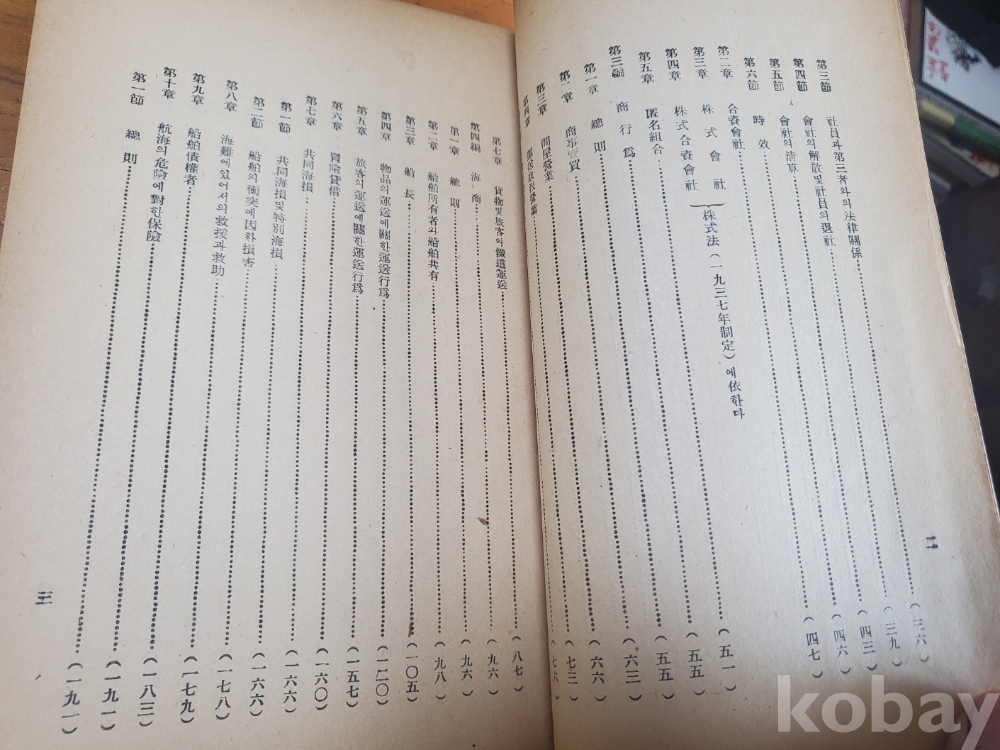 第三節 社員과第三者와의法律關係 (三六)
第四節 會社의解散및社員의退社 (三九)
第五節 會社의淸算 (四三)
第六節 時效 (四六)
第二章 合資會社 (四七)
第三章 株式會社
第四章 株式合資會社
株式法(一九三七年制定)에依한다
第五章 匿名組合 (五一)
第三編 商行爲 (五五)
第一章 總則 (五五)
第二章 商事賣買 (六三)
第三章 問屋營業 (六六)
第四章 (七三)
(七六)
二
第七章 貨物및旅客의鐵道運送 (八七)
第四編 海商 (九六)
第一章 總則 (九六)
第二章 船舶所有者와船舶共有 (九八)
第三章 船長 (一〇五)
第四章 物品의運送에關한運送行爲 (一二〇)
第五章 旅客의運送에關한運送行爲 (一五七)
第六章 冒險貸借 (一六〇)
第七章 共同海損 (一六六)
第一節 共同海損및特別海損 (一六六)
第二節 船舶의衝突에因한損害 (一七八)
第八章 海難에있어서의救援과救助 (一七九)
第九章 船舶債權者 (一八三)
第十章 航海의危險에對한保險 (一九一)
第一節 總則 (一九一)
三
kobay